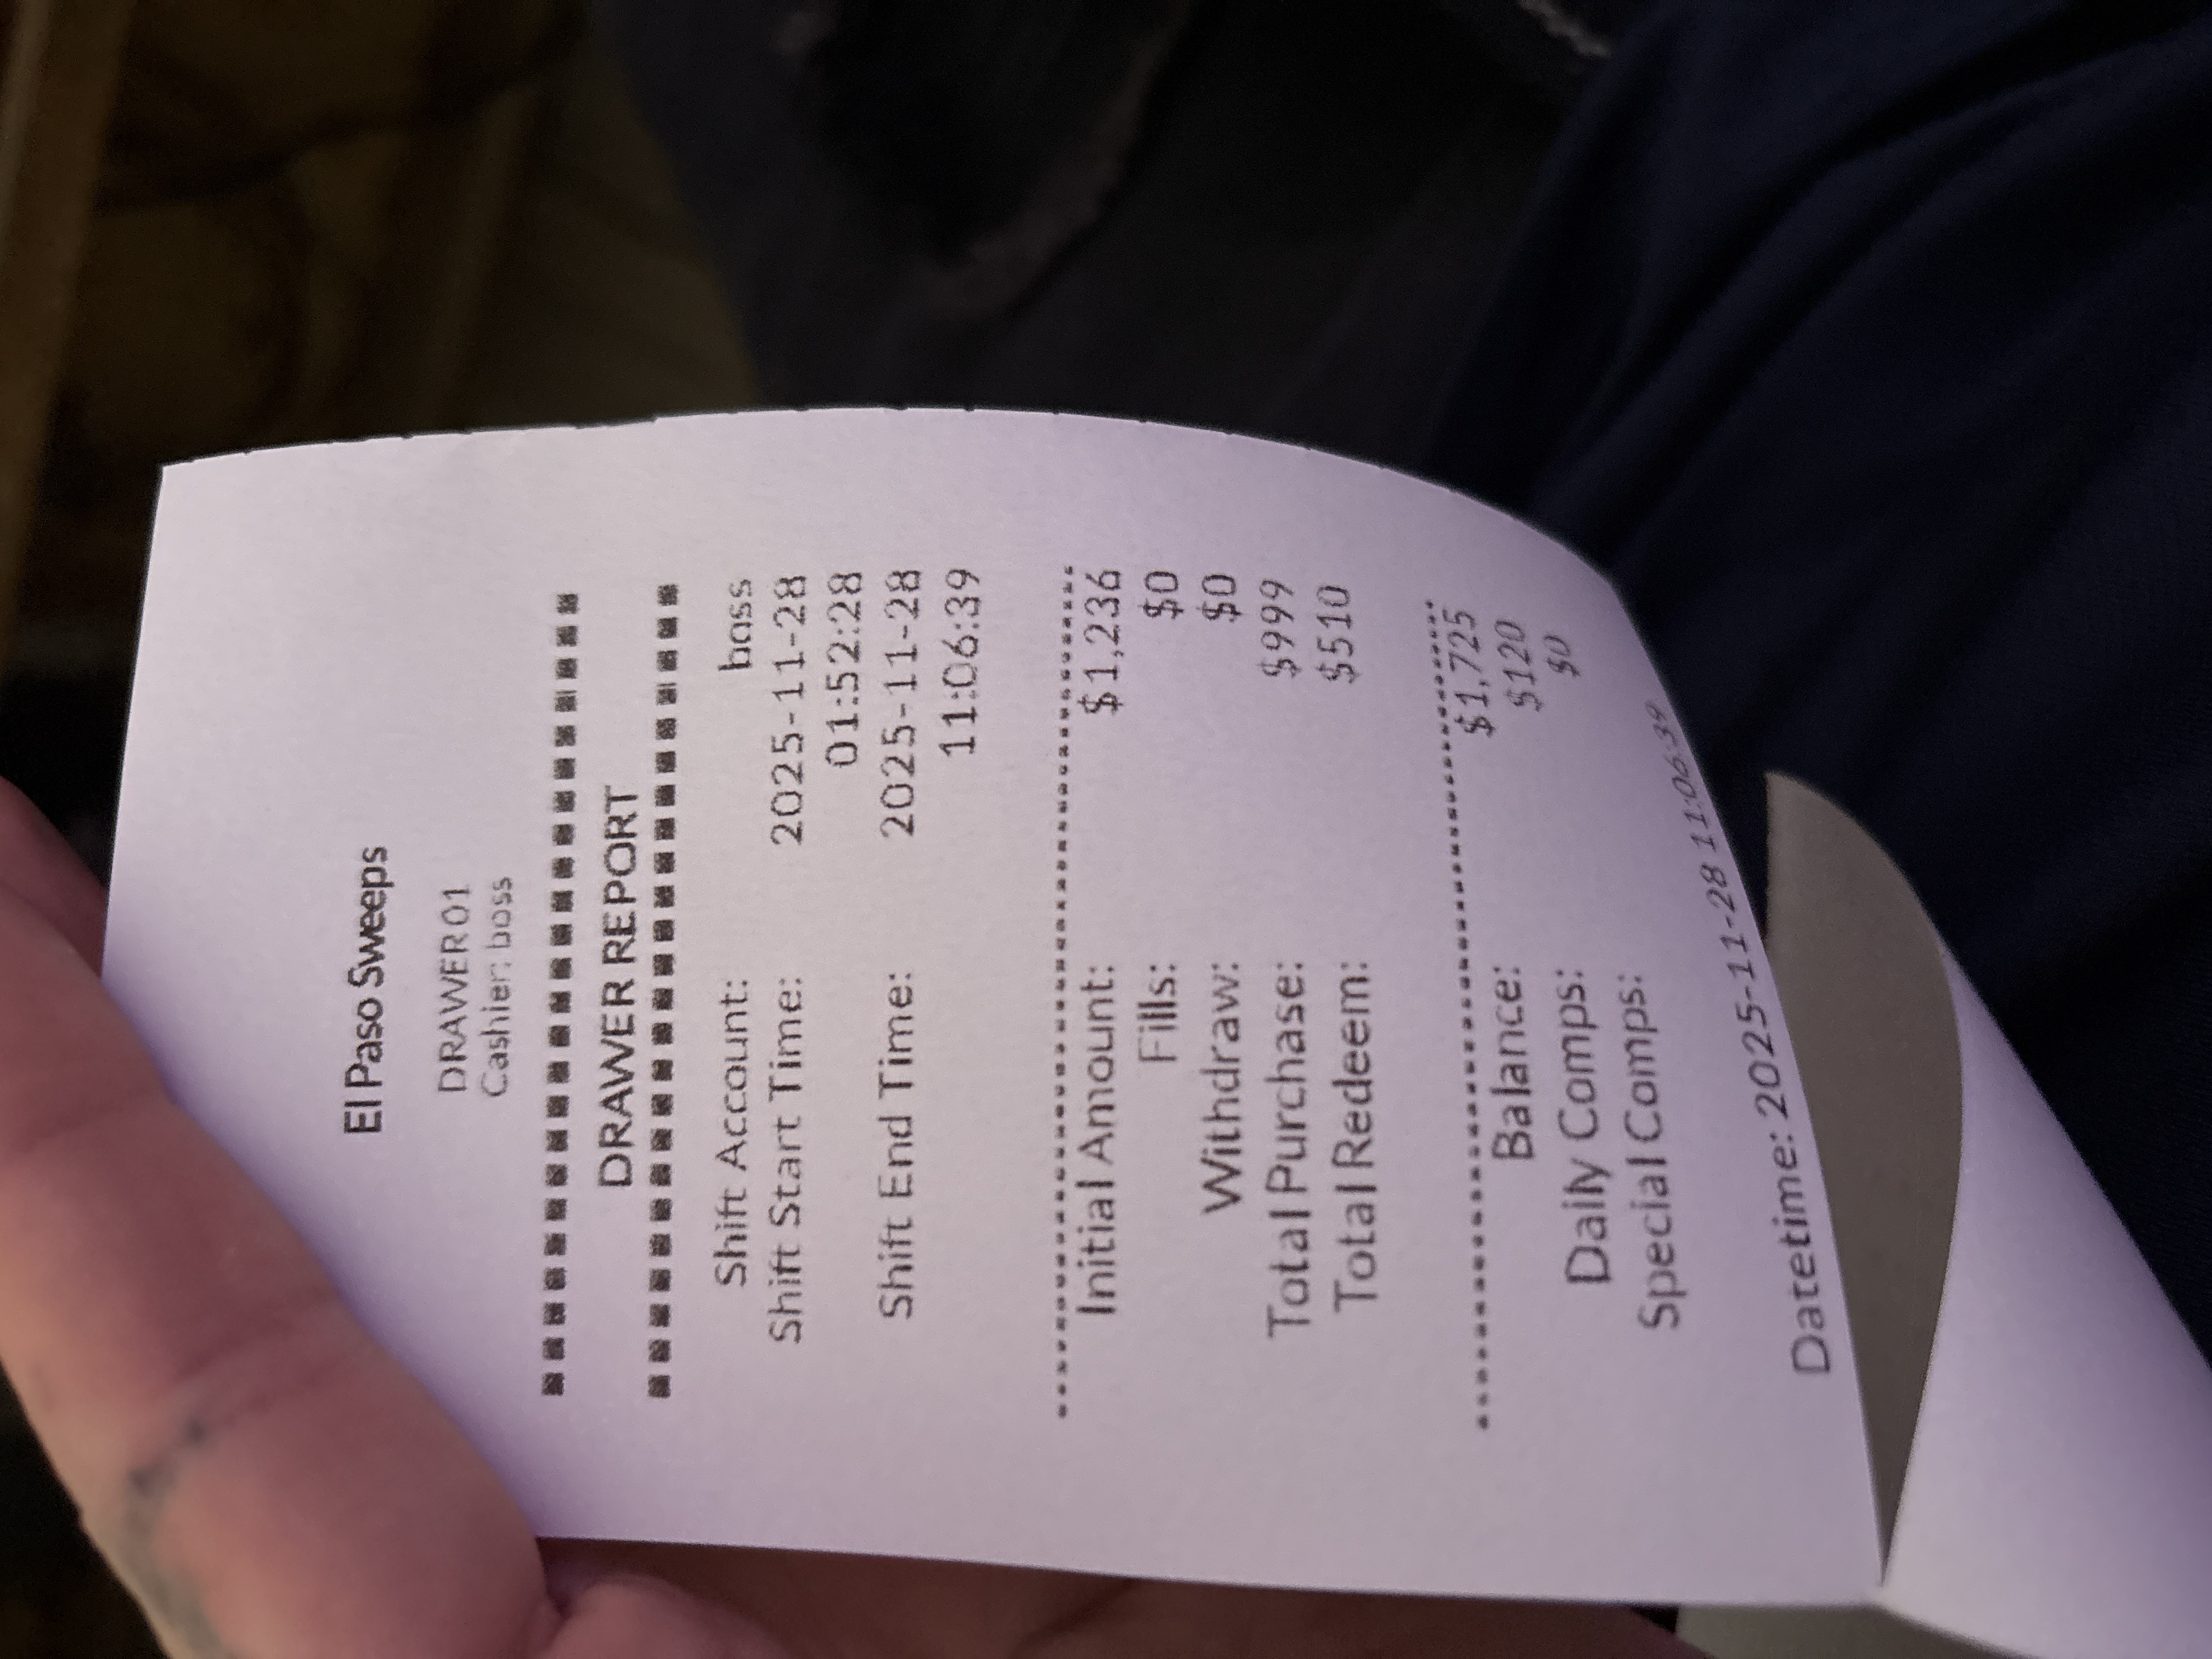 El Paso Sweeps
DRAWER01
Cashier: boss
DRAWER REPORT
Shift Account: boss
Shift Start Time: 2025-11-28
01:52:28
Shift End Time: 2025-11-28
11:06:39
Initial Amount: $1,236
Fills: $0
Withdraw: $0
Total Purchase: $999
Total Redeem: $510
Balance: $1,725
Daily Comps: $120
Special Comps: $0
Datetime: 2025-11-28 11:06:39